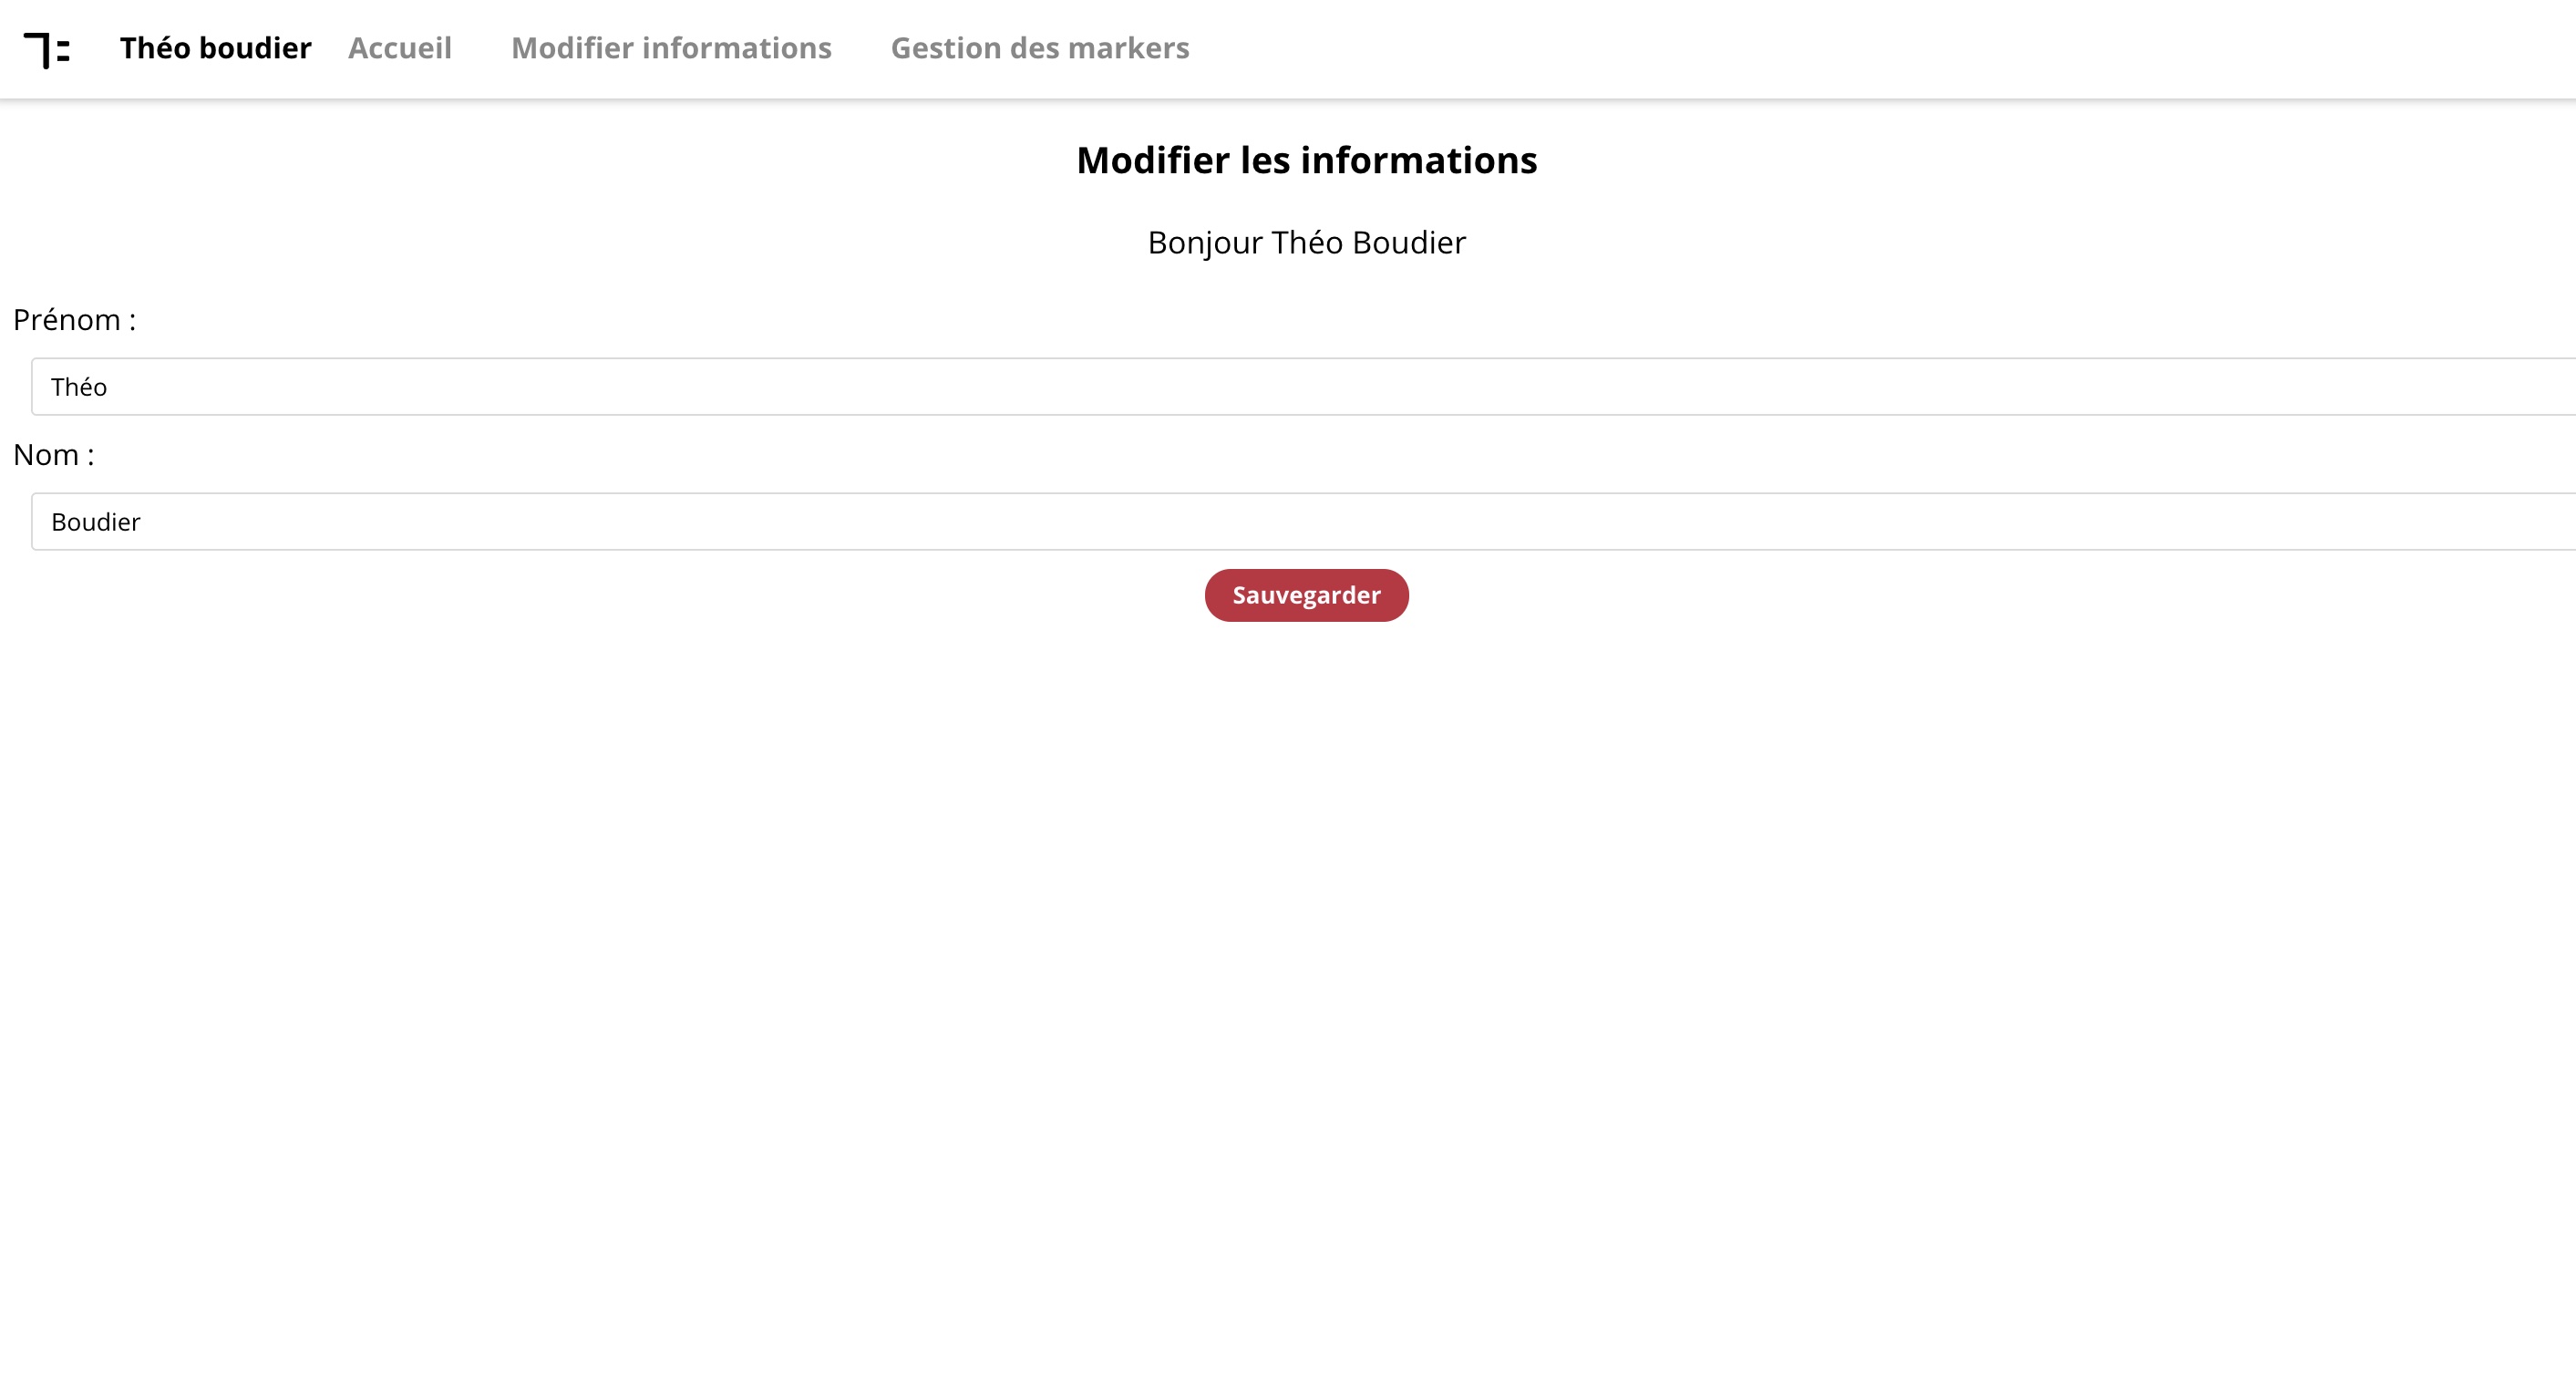 Théo boudier Accueil Modifier informations Gestion des markers
Modifier les informations
Bonjour Théo Boudier
Prénom :
Théo
Nom :
Boudier
Sauvegarder